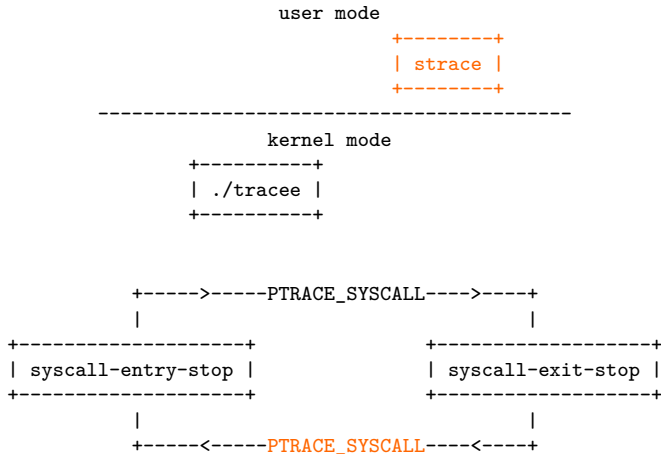 user mode
+--------+
| strace |
+--------+
------------------------------------------
kernel mode
+----------+
| ./tracee |
+----------+
+----->-----PTRACE_SYSCALL---->----+
| |
+--------------------+ +-------------------+
| syscall-entry-stop | | syscall-exit-stop |
+--------------------+ +-------------------+
| |
+-----<-----PTRACE_SYSCALL----<----+